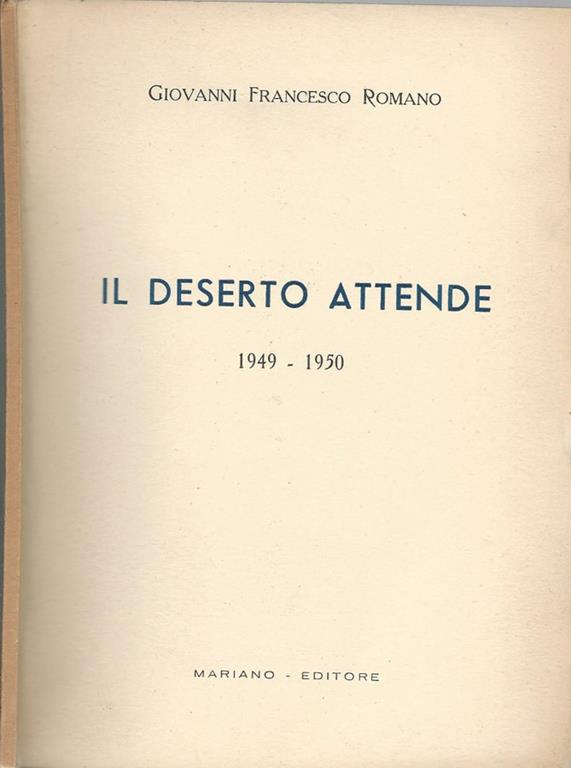 GIOVANNI FRANCESCO ROMANO
IL DESERTO ATTENDE
1949 - 1950
MARIANO - EDITORE